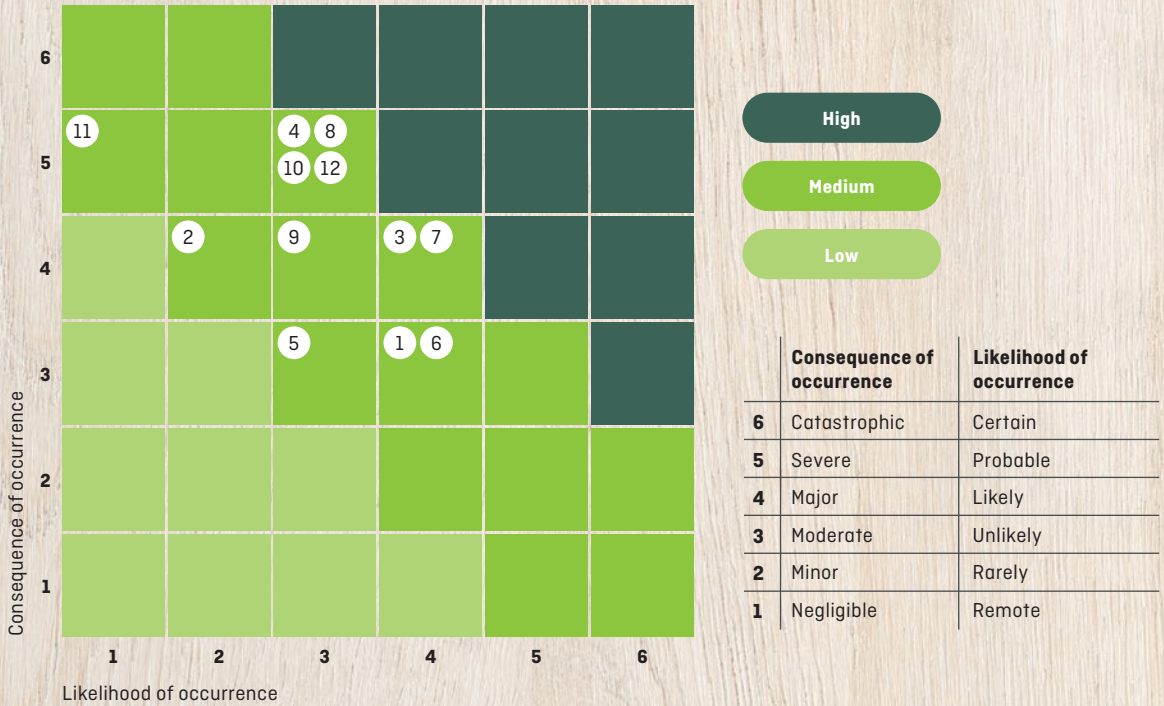 6
11
4 8
5
10 12
2 9 3 7
4
5 1 6
3
2
1
Consequence of occurrence
1 2 3 4 5 6
Likelihood of occurrence
High
Medium
Low
Consequence of occurrence Likelihood of occurrence
6 Catastrophic Certain
5 Severe Probable
4 Major Likely
3 Moderate Unlikely
2 Minor Rarely
1 Negligible Remote